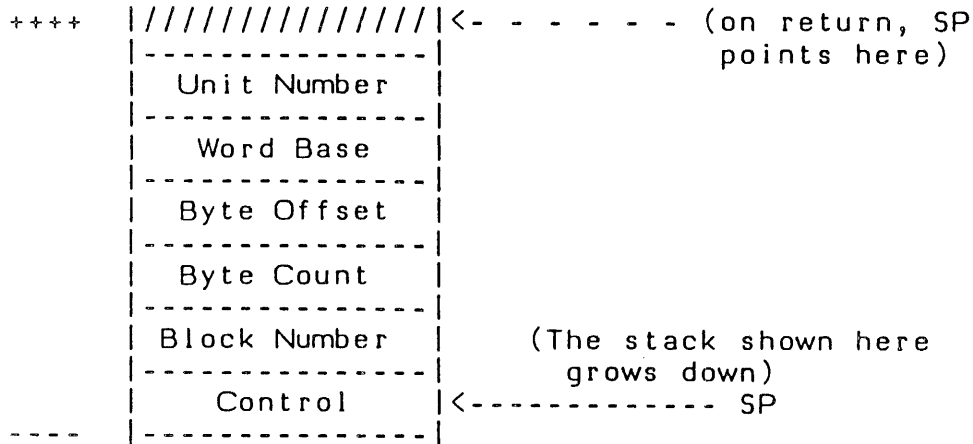 ++++ |///////////////|<- - - - - - (on return, SP
|---------------| points here)
| Unit Number |
|---------------|
| Word Base |
|---------------|
| Byte Offset |
|---------------|
| Byte Count |
|---------------|
| Block Number | (The stack shown here
|---------------| grows down)
| Control |<------------- SP
---- |---------------|